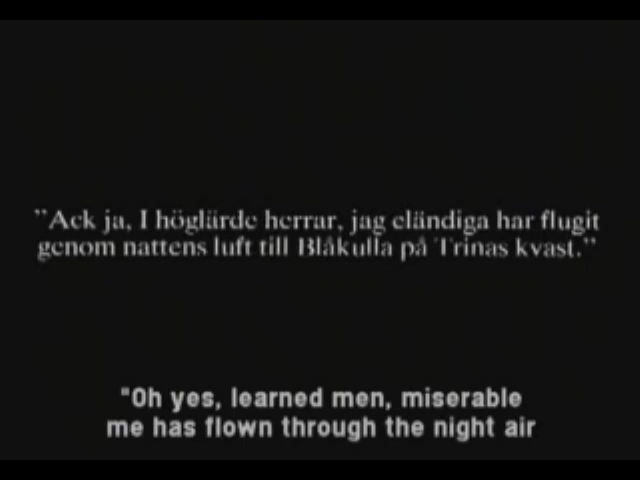 "Ack ja, I höglärde herrar, jag eländiga har flugit
genom nattens luft till Blåkulla på Trinas kvast."
"Oh yes, learned men, miserable
me has flown through the night air